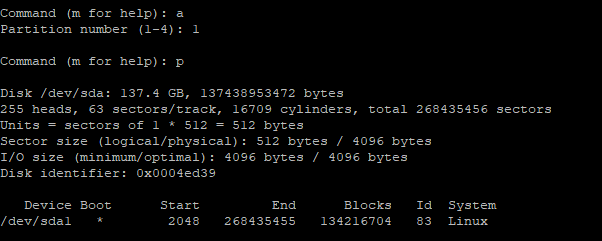 Command (m for help): a
Partition number (1-4): 1
Command (m for help): p
Disk /dev/sda: 137.4 GB, 137438953472 bytes
255 heads, 63 sectors/track, 16709 cylinders, total 268435456 sectors
Units = sectors of 1 * 512 = 512 bytes
Sector size (logical/physical): 512 bytes / 4096 bytes
I/O size (minimum/optimal): 4096 bytes / 4096 bytes
Disk identifier: 0x0004ed39
Device Boot Start End Blocks Id System
/dev/sda1 * 2048 268435455 134216704 83 Linux